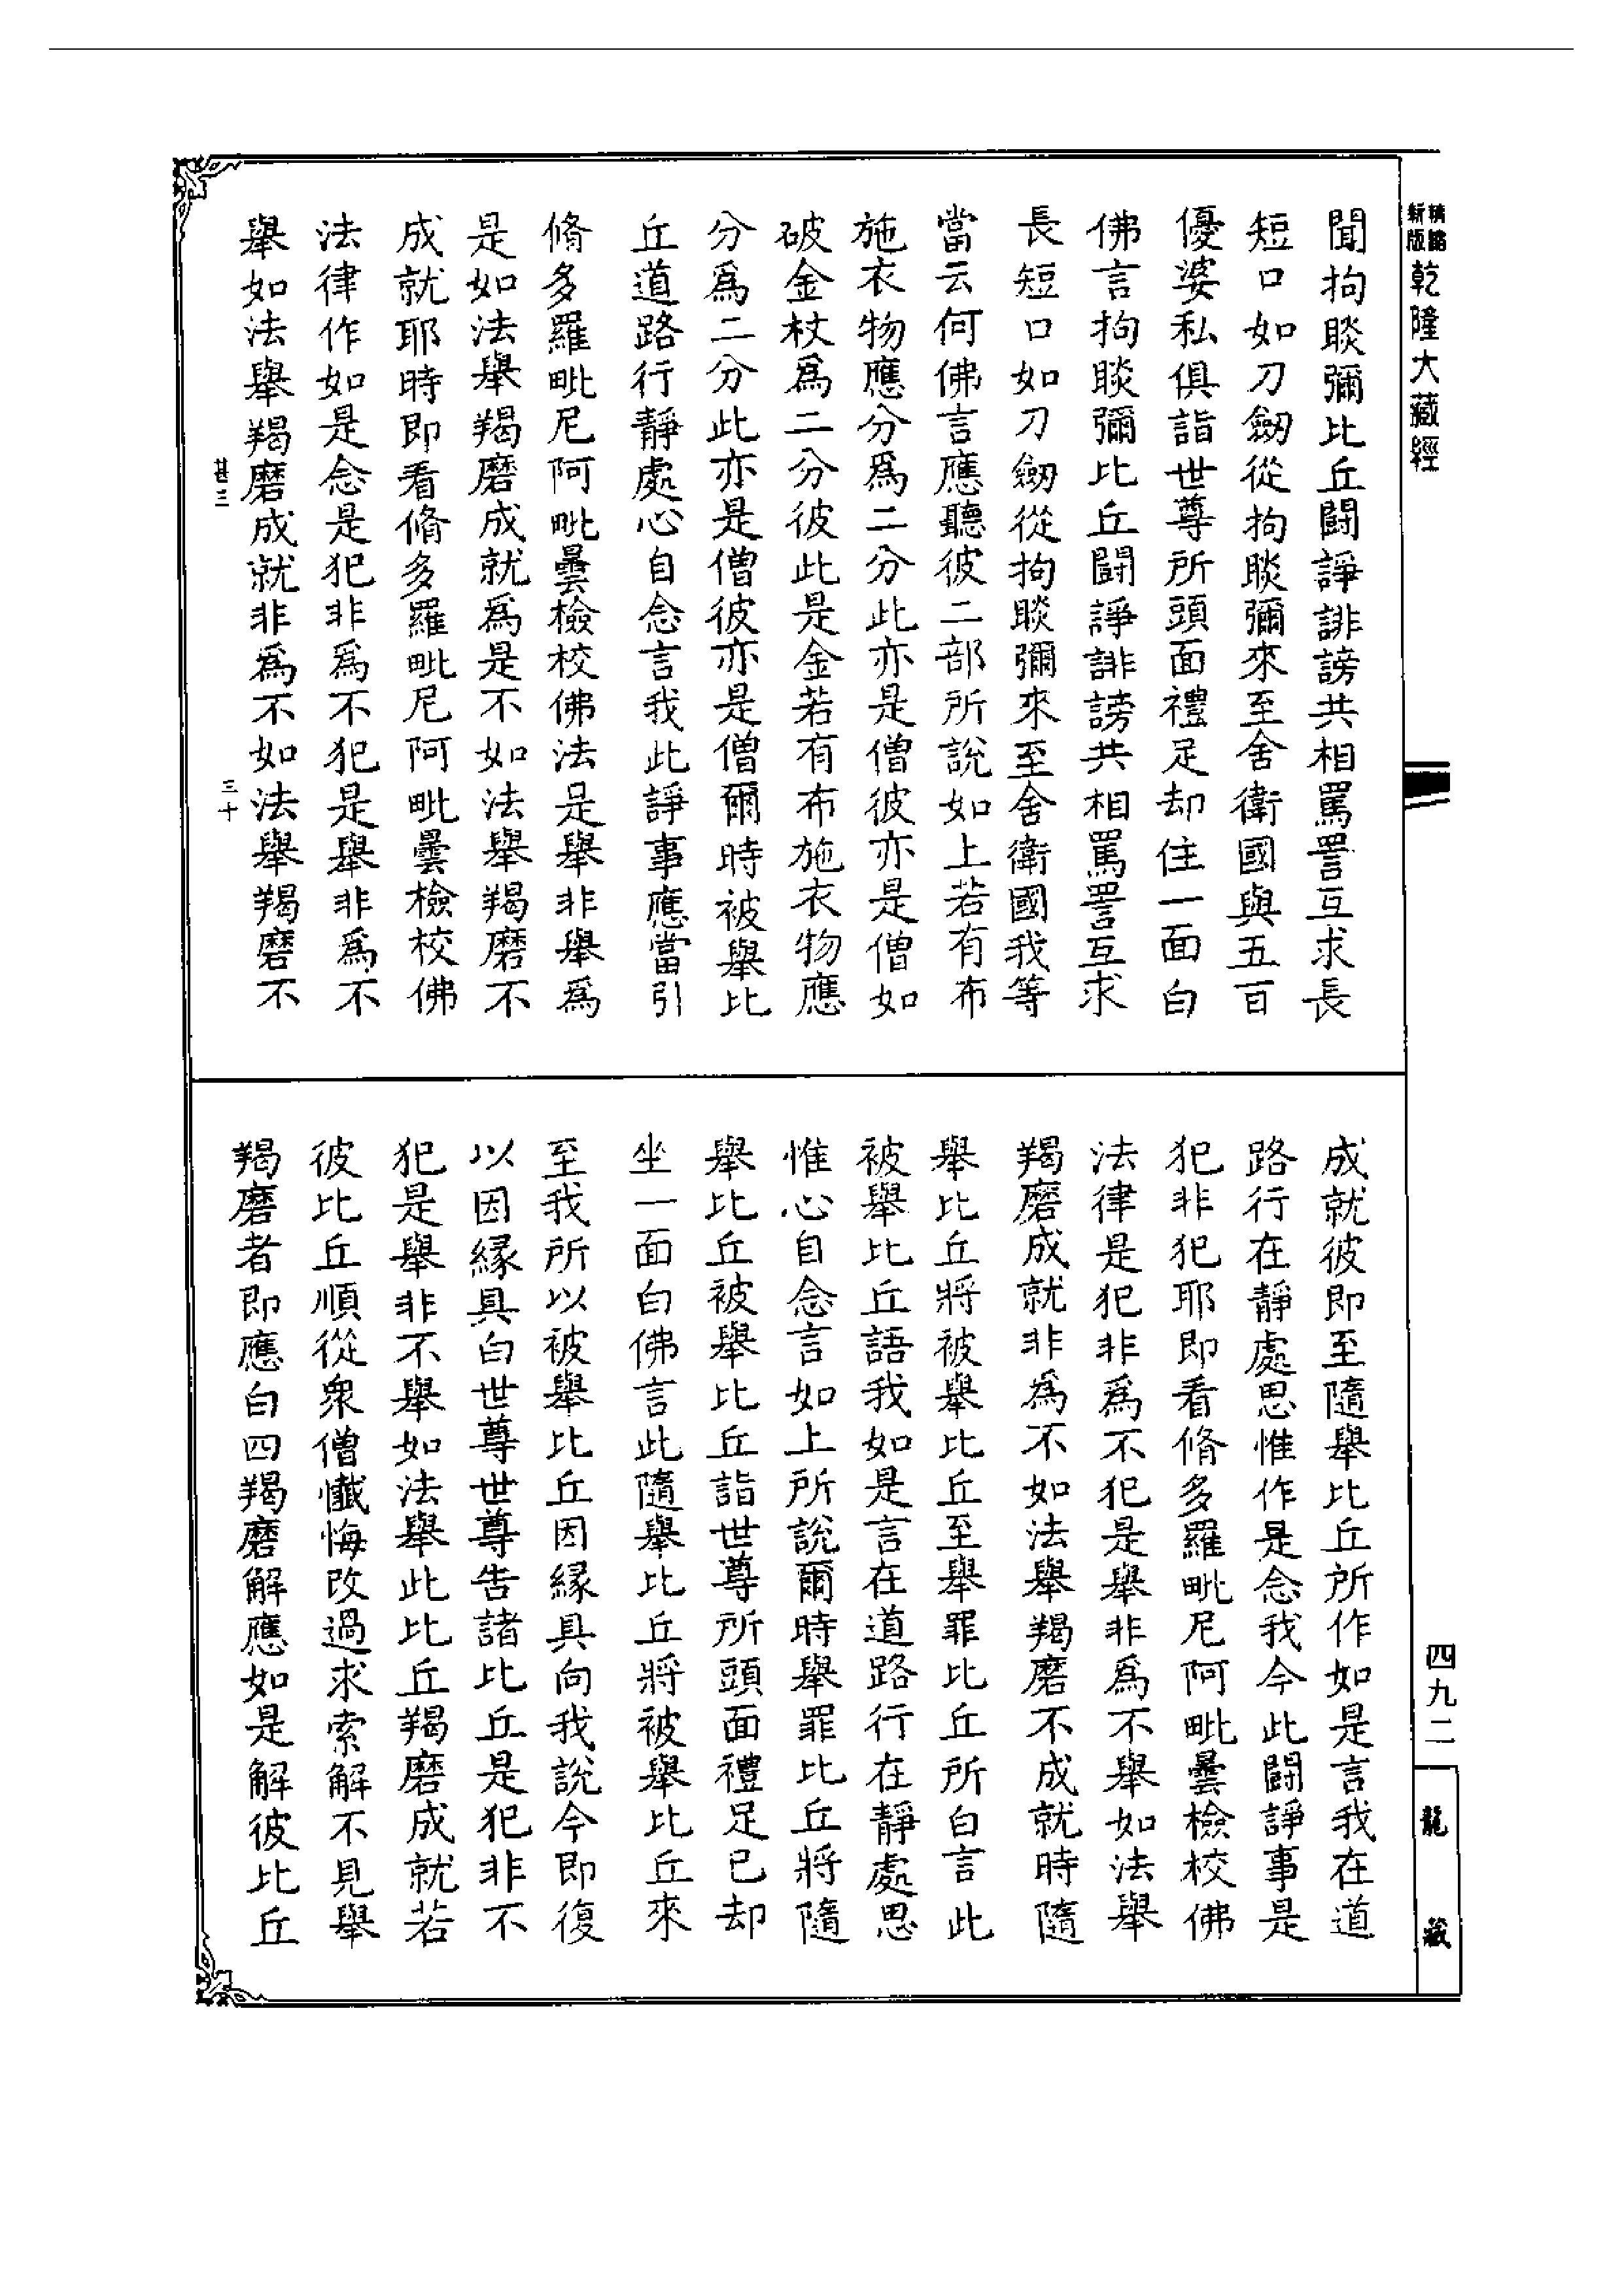 新版
精縮
乾隆大藏經
聞拘睒彌比丘鬪諍誹謗共相罵詈互求長
短口如刀劒從拘睒彌來至舍衛國與五百
優婆私俱詣世尊所頭面禮足却住一面白
佛言拘睒彌比丘鬪諍誹謗共相罵詈互求
長短口如刀劒從拘睒彌來至舍衛國我等
當云何佛言應聽彼二部所說如上若有布
施衣物應分爲二分此亦是僧彼亦是僧如
破金杖爲二分彼此是金若有布施衣物應
分爲二分此亦是僧彼亦是僧爾時被舉比
丘道路行靜處心自念言我此諍事應當引
脩多羅毗尼阿毗曇檢校佛法是舉非舉爲
是如法舉羯磨成就爲是不如法舉羯磨不
成就耶時即看脩多羅毗尼阿毗曇檢校佛
法律作如是念是犯非爲不犯是舉非爲不
舉如法舉羯磨成就非爲不如法舉羯磨不
甚三
三十
成就彼即至隨舉比丘所作如是言我在道
路行在靜處思惟作是念我今此鬪諍事是
犯非犯耶即看脩多羅毗尼阿毗曇檢校佛
法律是犯非爲不犯是舉非爲不舉如法舉
羯磨成就非爲不如法舉羯磨不成就時隨
舉比丘將被舉比丘至舉罪比丘所白言此
被舉比丘語我如是言在道路行在靜處思
惟心自念言如上所說爾時舉罪比丘將隨
舉比丘被舉比丘詣世尊所頭面禮足已却
坐一面白佛言此隨舉比丘將被舉比丘來
至我所以被舉比丘因緣具向我說今即復
以因緣具白世尊世尊告諸比丘是犯非不
犯是舉非不舉如法舉此比丘羯磨成就若
彼比丘順從衆僧懺悔改過求索解不見舉
羯磨者即應白四羯磨解應如是解彼比丘
四九二
龍藏